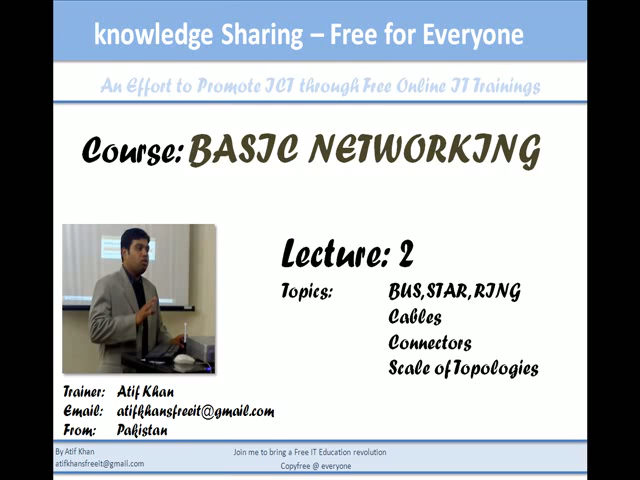 knowledge Sharing – Free for Everyone
An Effort to Promote ICT through Free Online IT Trainings
Course: BASIC NETWORKING
Lecture: 2
Topics: BUS, STAR, RING
Cables
Connectors
Scale of Topologies
Trainer: Atif Khan
Email: atifkhansfreeit@gmail.com
From: Pakistan
By Atif Khan
atifkhansfreeit@gmail.com
Join me to bring a Free IT Education revolution
Copyfree @ everyone